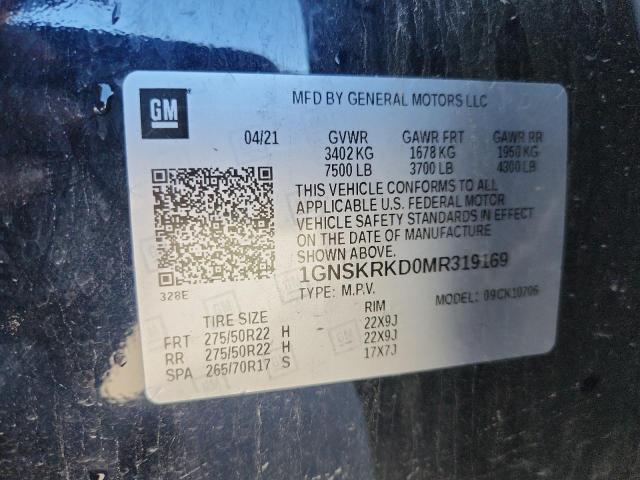 GM
MFD BY GENERAL MOTORS LLC
04/21 GVWR GAWR FRT GAWR RR
3402 KG 1678 KG 1950 KG
7500 LB 3700 LB 4300 LB
THIS VEHICLE CONFORMS TO ALL
APPLICABLE U.S. FEDERAL MOTOR
VEHICLE SAFETY STANDARDS IN EFFECT
ON THE DATE OF MANUFACTURE
SHOWN ABOVE.
1GNSKRKD0MR319169
328E
TYPE: M.P.V. MODEL: 09CK10706
TIRE SIZE RIM
FRT 275/50R22 H 22X9J
RR 275/50R22 H 22X9J
SPA 265/70R17 S 17X7J